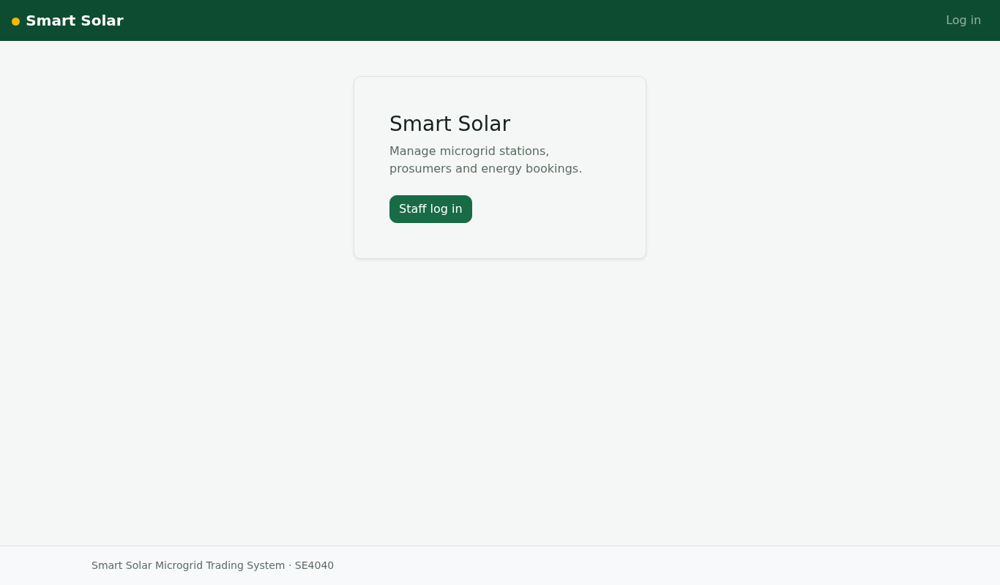 Smart Solar
Log in
Smart Solar
Manage microgrid stations,
prosumers and energy bookings.
Staff log in
Smart Solar Microgrid Trading System · SE4040